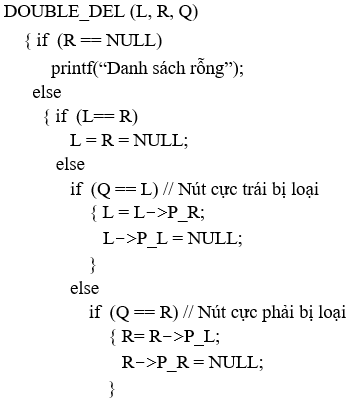 DOUBLE_DEL (L, R, Q)
{ if (R == NULL)
printf(“Danh sách rỗng”);
else
{ if (L== R)
L = R = NULL;
else
if (Q == L) // Nút cực trái bị loại
{ L = L−>P_R;
L−>P_L = NULL;
}
else
if (Q == R) // Nút cực phải bị loại
{ R= R−>P_L;
R−>P_R = NULL;
}